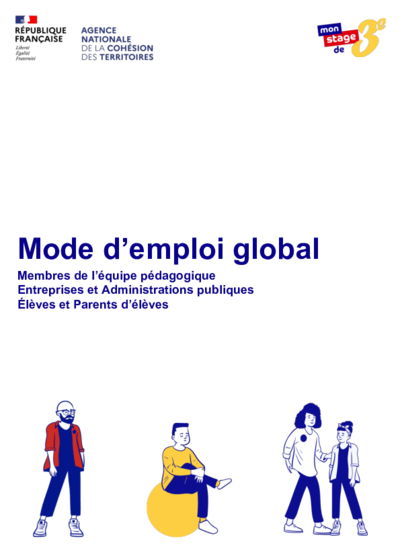 RÉPUBLIQUE
FRANÇAISE
Liberté
Égalité
Fraternité
AGENCE
NATIONALE
DE LA COHÉSION
DES TERRITOIRES
mon
stage
de
3e
Mode d’emploi global
Membres de l’équipe pédagogique
Entreprises et Administrations publiques
Élèves et Parents d’élèves